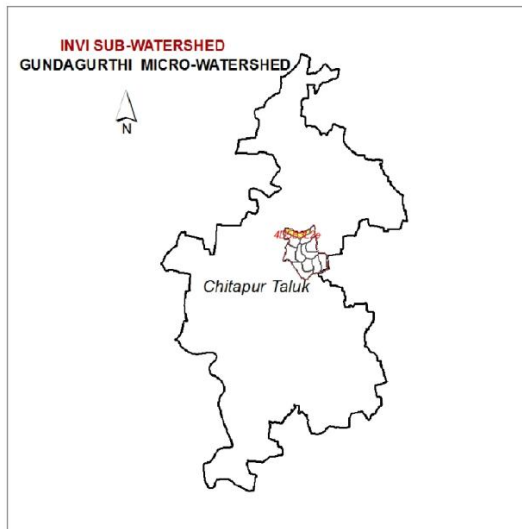 INVI SUB-WATERSHED
GUNDAGURTHI MICRO-WATERSHED
N
Chitapur Taluk